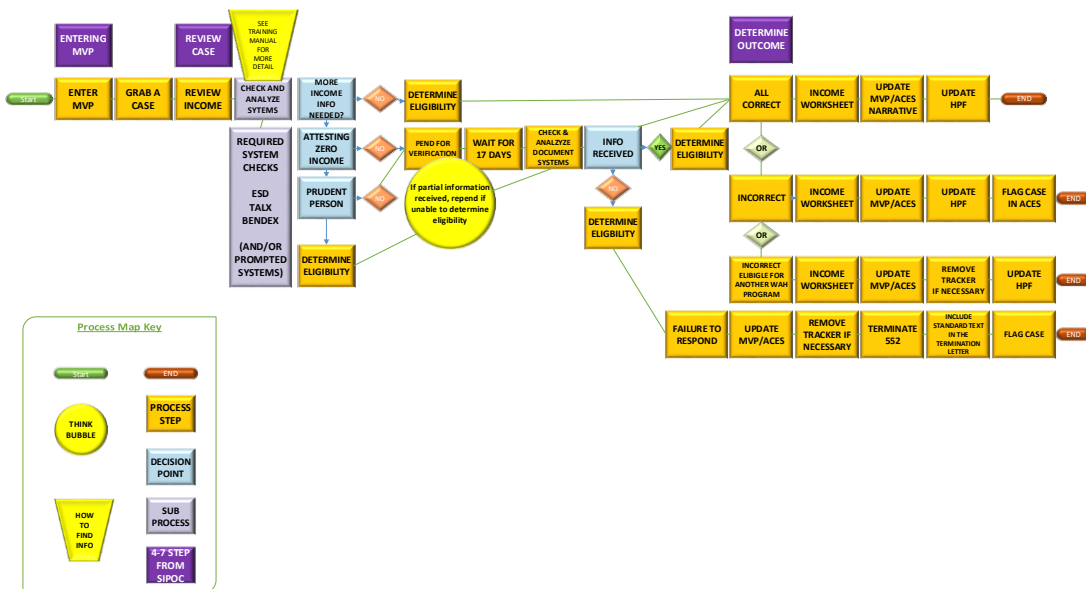 ENTERING
MVP
REVIEW
CASE
SEE
TRAINING
MANUAL
FOR
MORE
DETAIL
DETERMINE
OUTCOME
Start
ENTER
MVP
GRAB A
CASE
REVIEW
INCOME
CHECK AND
ANALYZE
SYTEMS
MORE
INCOME
INFO
NEEDED?
NO
DETERMINE
ELIGIBILITY
ALL
CORRECT
INCOME
WORKSHEET
UPDATE
MVP/ACES
NARRATIVE
UPDATE
HPF
END
REQUIRED
SYSTEM
CHECKS
ESD
TALX
BENDEX
(AND/OR
PROMPTED
SYSTEMS)
ATTESTING
ZERO
INCOME
NO
PEND FOR
VERIFICATION
WAIT FOR
17 DAYS
CHECK &
ANALZYZE
DOCUMENT
SYSTEMS
INFO
RECEIVED
YES
DETERMINE
ELIGIBILITY
OR
PRUDENT
PERSON
NO
If partial information
received, repend if
unable to determine
eligibility
NO
INCORRECT
INCOME
WORKSHEET
UPDATE
MVP/ACES
UPDATE
HPF
FLAG CASE
IN ACES
END
DETERMINE
ELIGIBILITY
DETERMINE
ELIGBILITY
OR
INCORRECT
ELIBIGLE FOR
ANOTHER WAH
PROGRAM
INCOME
WORKSHEET
UPDATE
MVP/ACES
REMOVE
TRACKER
IF NECESSARY
UPDATE
HPF
END
FAILURE TO
RESPOND
UPDATE
MVP/ACES
REMOVE
TRACKER IF
NECESSARY
TERMINATE
552
INCLUDE
STANDARD TEXT
IN THE
TERMINATION
LETTER
FLAG CASE
END
Process Map Key
Start
END
THINK
BUBBLE
PROCESS
STEP
DECISION
POINT
HOW
TO
FIND
INFO
SUB
PROCESS
4-7 STEP
FROM
SIPOC